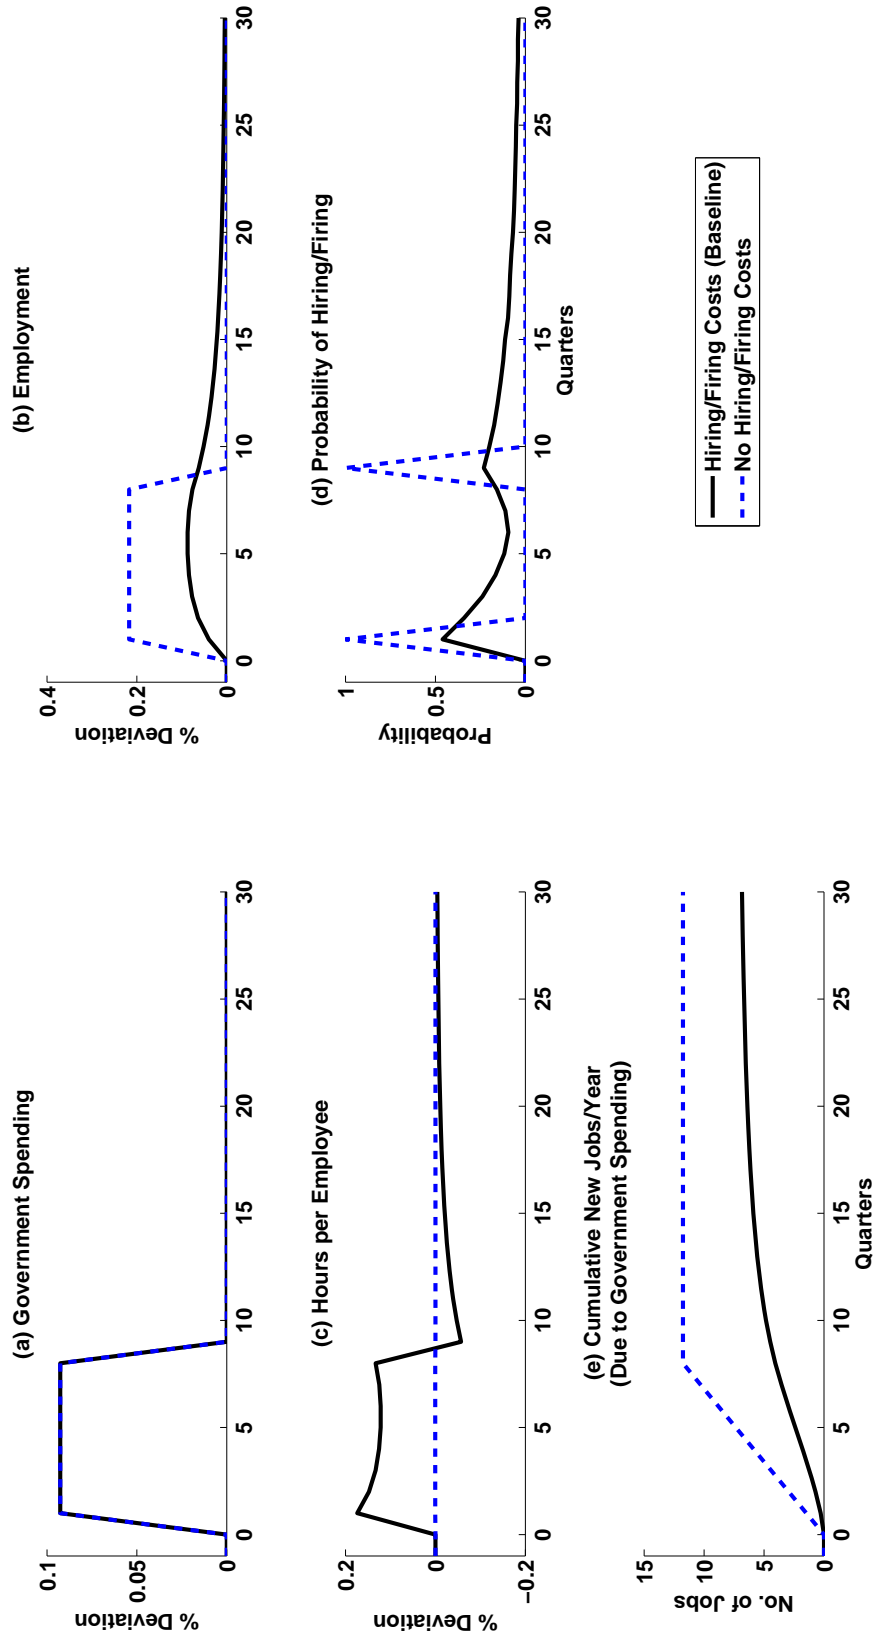 (a) Government Spending
% Deviation
0.1
0.05
0
0 5 10 15 20 25 30
(b) Employment
% Deviation
0.4
0.2
0
0 5 10 15 20 25 30
(c) Hours per Employee
% Deviation
0.2
0
−0.2
0 5 10 15 20 25 30
(d) Probability of Hiring/Firing
Probability
1
0.5
0
0 5 10 15 20 25 30
Quarters
(e) Cumulative New Jobs/Year
(Due to Government Spending)
No. of Jobs
15
10
5
0
0 5 10 15 20 25 30
Quarters
Hiring/Firing Costs (Baseline)
No Hiring/Firing Costs